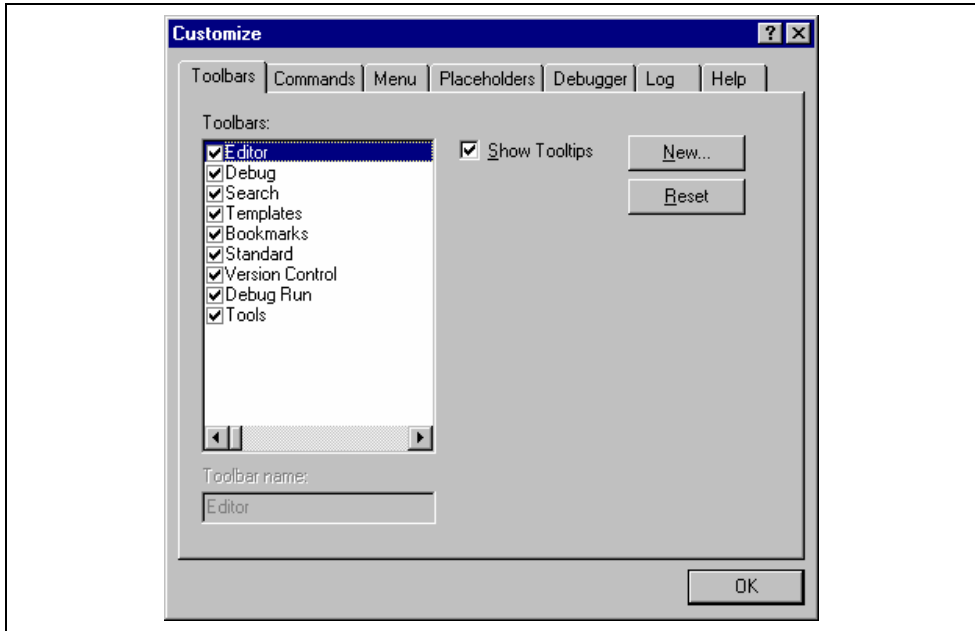 Customize
Toolbars Commands Menu Placeholders Debugger Log Help
Toolbars:
Editor
Debug
Search
Templates
Bookmarks
Standard
Version Control
Debug Run
Tools
Show Tooltips
New...
Reset
Toolbar name:
Editor
OK